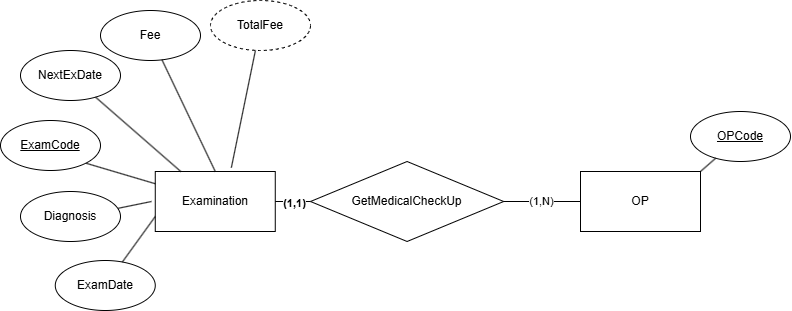 TotalFee
Fee
NextExDate
ExamCode
OPCode
Examination
(1,1)
GetMedicalCheckUp
(1,N)
OP
Diagnosis
ExamDate